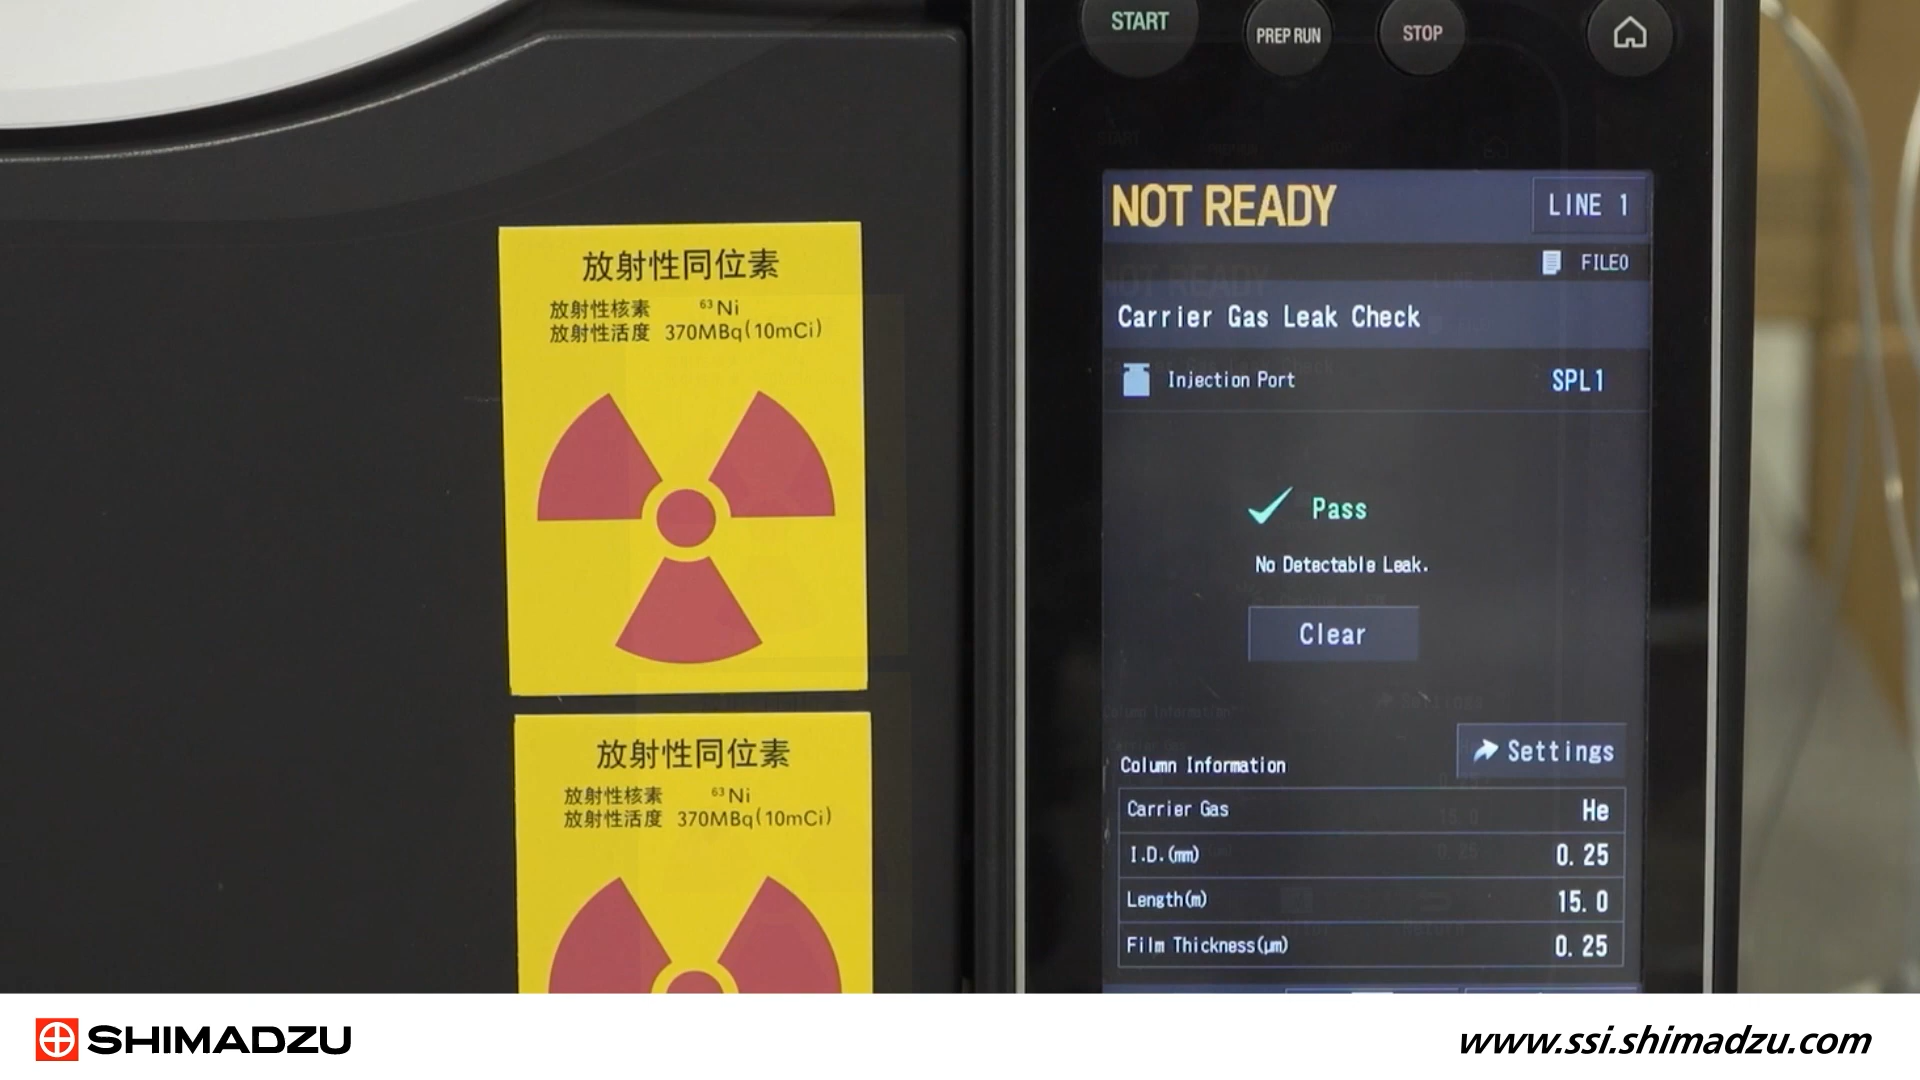 START
PREP RUN
STOP
NOT READY
LINE 1
FILE0
Carrier Gas Leak Check
Injection Port SPL1
Pass
No Detectable Leak.
Clear
Settings
Column Information
Carrier Gas He
I.D.(mm) 0.25
Length(m) 15.0
Film Thickness(μm) 0.25
放射性同位素
放射性核素 ⁶³Ni
放射性活度 370MBq(10mCi)
放射性同位素
放射性核素 ⁶³Ni
放射性活度 370MBq(10mCi)
SHIMADZU
www.ssi.shimadzu.com